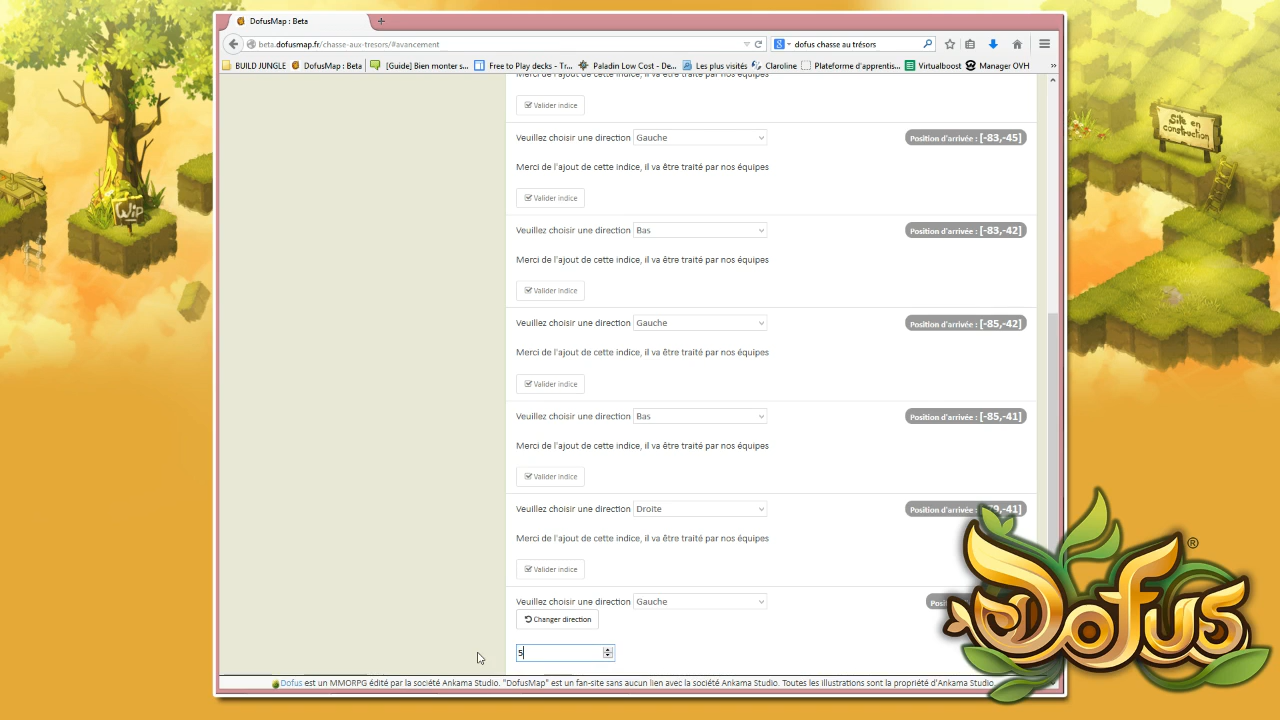 DofusMap : Beta
beta.dofusmap.fr/chasse-aux-tresors/#avancement
dofus chasse au trésors
BUILD JUNGLE DofusMap : Beta [Guide] Bien monter s... Free to Play decks - Tr... Paladin Low Cost - De... Les plus visités Claroline Plateforme d'apprentis... Virtualboost Manager OVH
Merci de l'ajout de cette indice, il va être traité par nos équipes
Valider indice
Veuillez choisir une direction Gauche Position d'arrivée : [-83,-45]
Merci de l'ajout de cette indice, il va être traité par nos équipes
Valider indice
Veuillez choisir une direction Bas Position d'arrivée : [-83,-42]
Merci de l'ajout de cette indice, il va être traité par nos équipes
Valider indice
Veuillez choisir une direction Gauche Position d'arrivée : [-85,-42]
Merci de l'ajout de cette indice, il va être traité par nos équipes
Valider indice
Veuillez choisir une direction Bas Position d'arrivée : [-85,-41]
Merci de l'ajout de cette indice, il va être traité par nos équipes
Valider indice
Veuillez choisir une direction Droite Position d'arrivée : 9,-41]
Merci de l'ajout de cette indice, il va être traité par nos équipes
Valider indice
Veuillez choisir une direction Gauche
Changer direction
5
Dofus est un MMORPG édité par la société Ankama Studio. "DofusMap" est un fan-site sans aucun lien avec la société Ankama Studio. Toutes les illustrations sont la propriété d'Ankama Studio
Site en
construction
Wip
Dofus ®